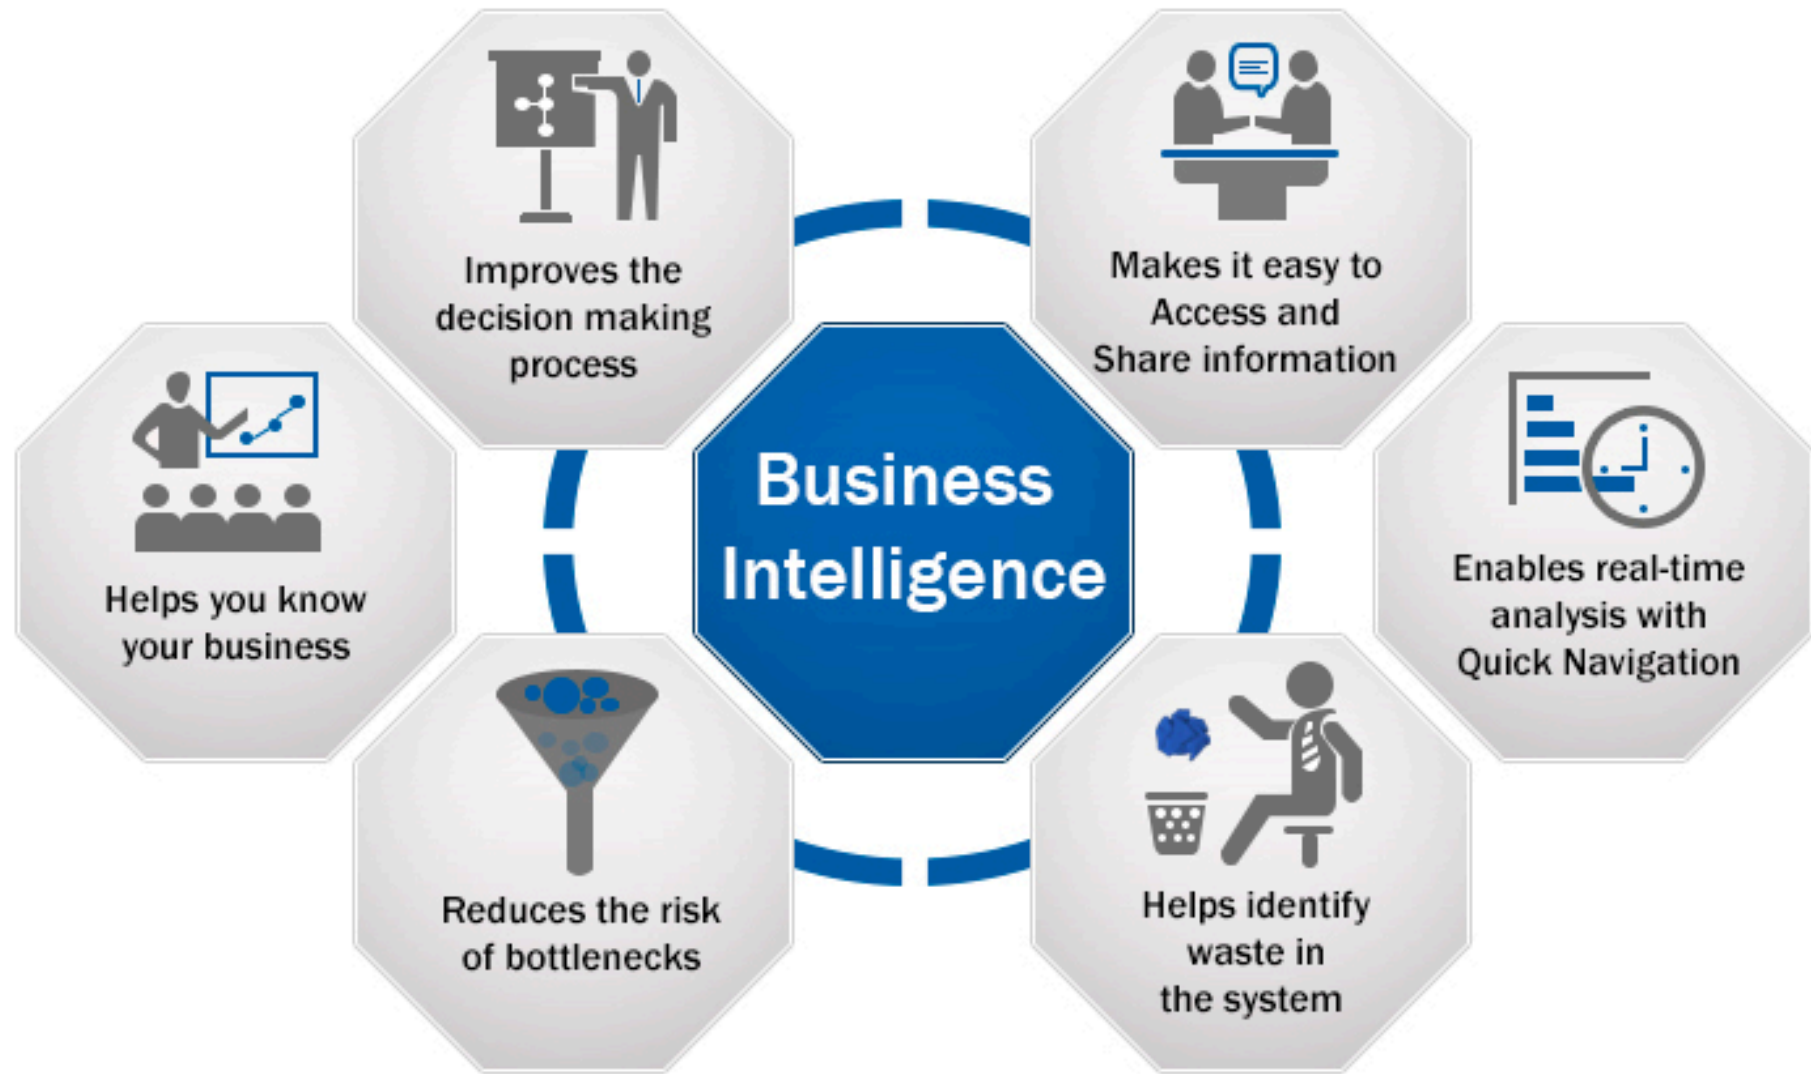 Improves the
decision making
process
Makes it easy to
Access and
Share information
Helps you know
your business
Business
Intelligence
Enables real-time
analysis with
Quick Navigation
Reduces the risk
of bottlenecks
Helps identify
waste in
the system